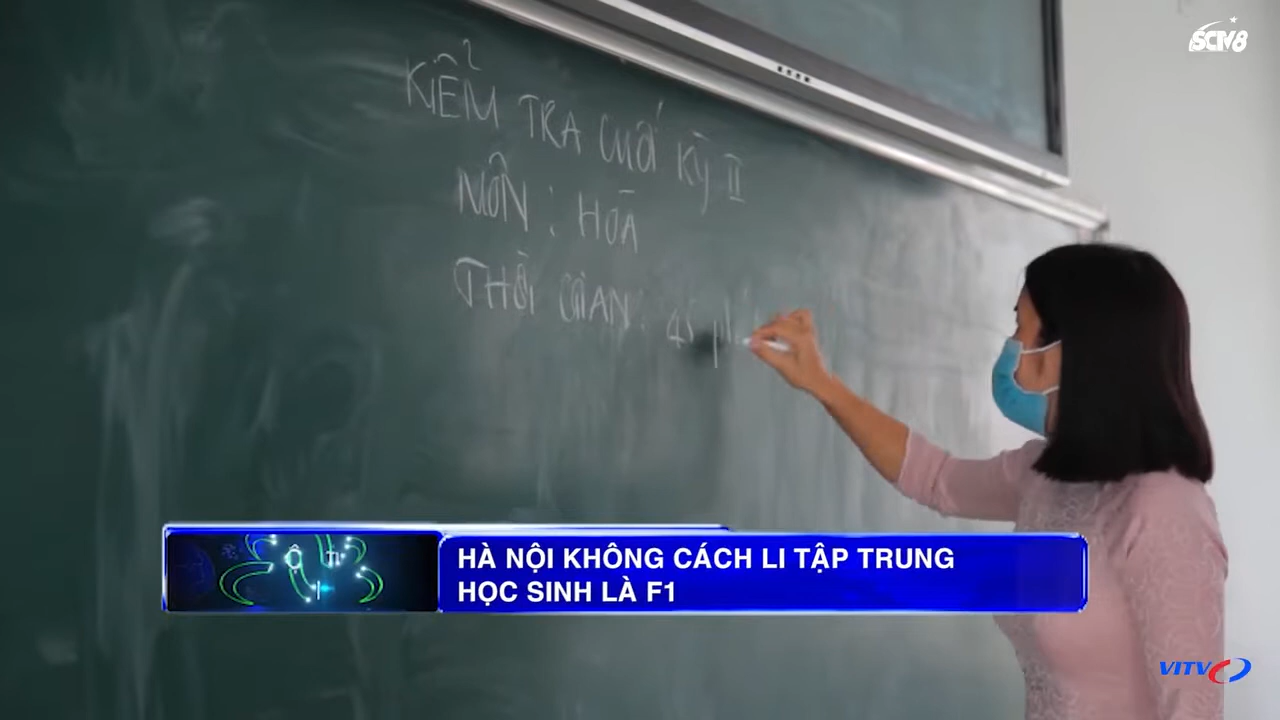 SCTV8
KIỂM TRA CUỐI KỲ II
MÔN : HOÁ
THỜI GIAN : 45
HÀ NỘI KHÔNG CÁCH LI TẬP TRUNG
HỌC SINH LÀ F1
VITV